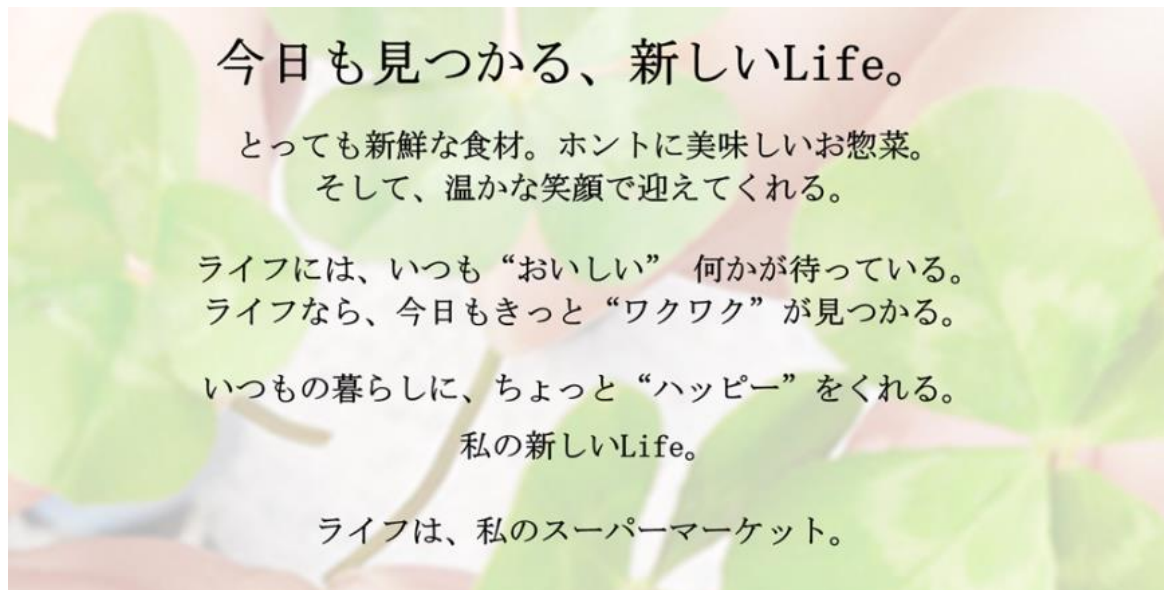 今日も見つかる、新しいLife。
とっても新鮮な食材。ホントに美味しいお惣菜。
そして、温かな笑顔で迎えてくれる。
ライフには、いつも“おいしい” 何かが待っている。
ライフなら、今日もきっと“ワクワク”が見つかる。
いつもの暮らしに、ちょっと“ハッピー”をくれる。
私の新しいLife。
ライフは、私のスーパーマーケット。